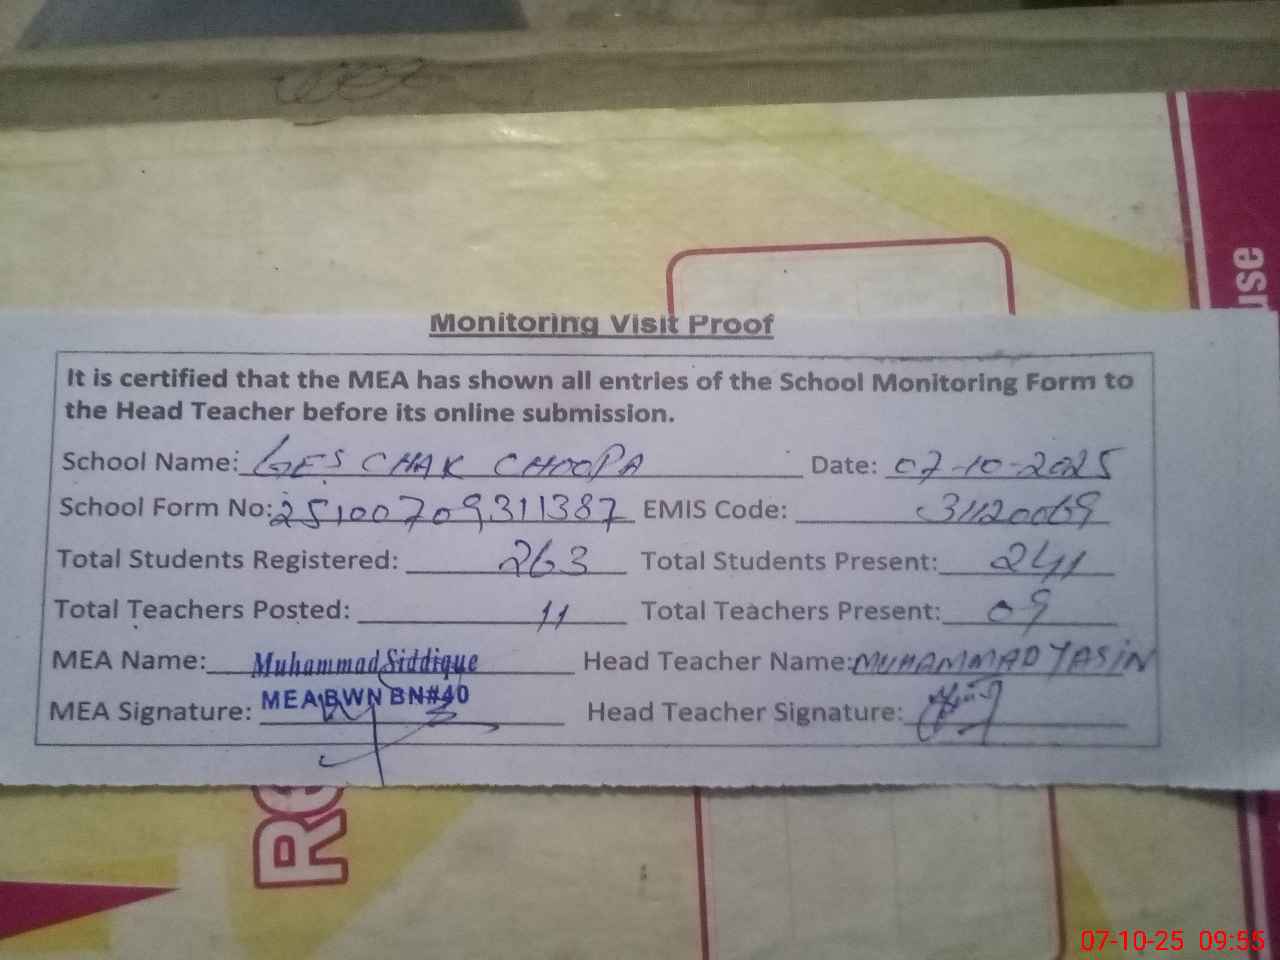 use
Monitoring Visit Proof
It is certified that the MEA has shown all entries of the School Monitoring Form to
the Head Teacher before its online submission.
School Name: GES CHAK CHOOPA Date: 07-10-2025
School Form No: 25100709311387 EMIS Code: 31120069
Total Students Registered: 263 Total Students Present: 241
Total Teachers Posted: 11 Total Teachers Present: 09
MEA Name: Muhammad Siddique Head Teacher Name: MUHAMMAD YASIN
MEA BWN BN#40
MEA Signature: Head Teacher Signature:
Re
07-10-25 09:55